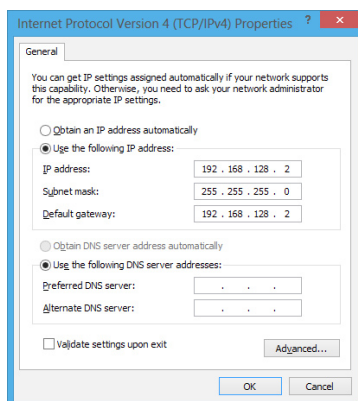 Internet Protocol Version 4 (TCP/IPv4) Properties ? ×
General
You can get IP settings assigned automatically if your network supports
this capability. Otherwise, you need to ask your network administrator
for the appropriate IP settings.
Obtain an IP address automatically
Use the following IP address:
IP address: 192 . 168 . 128 . 2
Subnet mask: 255 . 255 . 255 . 0
Default gateway: 192 . 168 . 128 . 2
Obtain DNS server address automatically
Use the following DNS server addresses:
Preferred DNS server: . . .
Alternate DNS server: . . .
Validate settings upon exit
Advanced...
OK Cancel